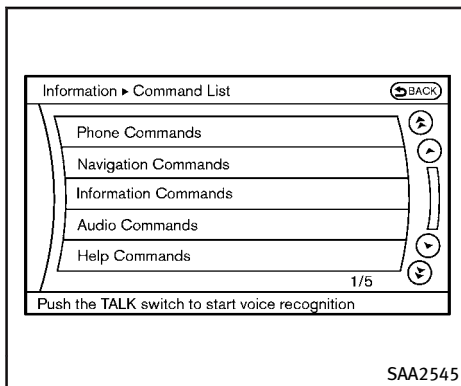 Information ▸ Command List
BACK
Phone Commands
Navigation Commands
Information Commands
Audio Commands
Help Commands
1/5
Push the TALK switch to start voice recognition
SAA2545